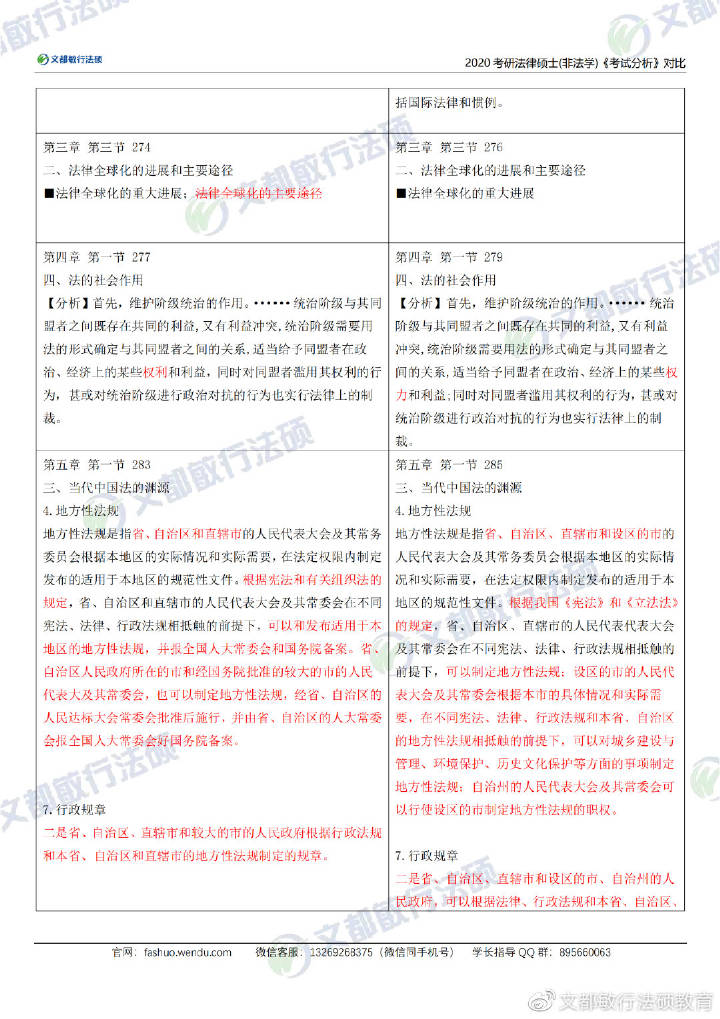 文都敏行法硕
2020 考研法律硕士(非法学)《考试分析》对比
括国际法律和惯例。
第三章 第三节 274
二、法律全球化的进展和主要途径
■法律全球化的重大进展；法律全球化的主要途径
第三章 第三节 276
二、法律全球化的进展和主要途径
■法律全球化的重大进展
第四章 第一节 277
四、法的社会作用
【分析】首先，维护阶级统治的作用。······统治阶级与其同
盟者之间既存在共同的利益,又有利益冲突,统治阶级需要用
法的形式确定与其同盟者之间的关系,适当给予同盟者在政
治、经济上的某些权利和利益，同时对同盟者滥用其权利的行
为，甚或对统治阶级进行政治对抗的行为也实行法律上的制
裁。
第四章 第一节 279
四、法的社会作用
【分析】首先，维护阶级统治的作用。······统治
阶级与其同盟者之间既存在共同的利益,又有利益
冲突,统治阶级需要用法的形式确定与其同盟者之
间的关系,适当给予同盟者在政治、经济上的某些权
力和利益;同时对同盟者滥用其权利的行为，甚或对
统治阶级进行政治对抗的行为也实行法律上的制
裁。
第五章 第一节 283
三、当代中国法的渊源
4.地方性法规
地方性法规是指省、自治区和直辖市的人民代表大会及其常务
委员会根据本地区的实际情况和实际需要，在法定权限内制定
发布的适用于本地区的规范性文件。根据宪法和有关组织法的
规定，省、自治区和直辖市的人民代表大会及其常委会在不同
宪法、法律、行政法规相抵触的前提下，可以和发布适用于本
地区的地方性法规，并报全国人大常委会和国务院备案。省、
自治区人民政府所在的市和经国务院批准的较大的市的人民
代表大及其常委会，也可以制定地方性法规，经省、自治区的
人民达标大会常委会批准后施行，并由省、自治区的人大常委
会报全国人大常委会好国务院备案。
7.行政规章
二是省、自治区、直辖市和较大的市的人民政府根据行政法规
和本省、自治区和直辖市的地方性法规制定的规章。
第五章 第一节 285
三、当代中国法的渊源
4.地方性法规
地方性法规是指省、自治区、直辖市和设区的市的
人民代表大会及其常务委员会根据本地区的实际情
况和实际需要，在法定权限内制定发布的适用于本
地区的规范性文件。根据我国《宪法》和《立法法》
的规定，省、自治区、直辖市的人民代表代表大会
及其常委会在不同宪法、法律、行政法规相抵触的
前提下，可以制定地方性法规；设区的市的人民代
表大会及其常委会根据本市的具体情况和实际需
要，在不同宪法、法律、行政法规和本省、自治区
的地方性法规相抵触的前提下，可以对城乡建设与
管理、环境保护、历史文化保护等方面的事项制定
地方性法规；自治州的人民代表大会及其常委会可
以行使设区的市制定地方性法规的职权。
7.行政规章
二是省、自治区、直辖市和设区的市、自治州的人
民政府，可以根据法律、行政法规和本省、自治区、
官网：fashuo.wendu.com 微信客服：13269268375（微信同手机号） 学长指导 QQ 群：895660063
文都敏行法硕
@文都敏行法硕教育